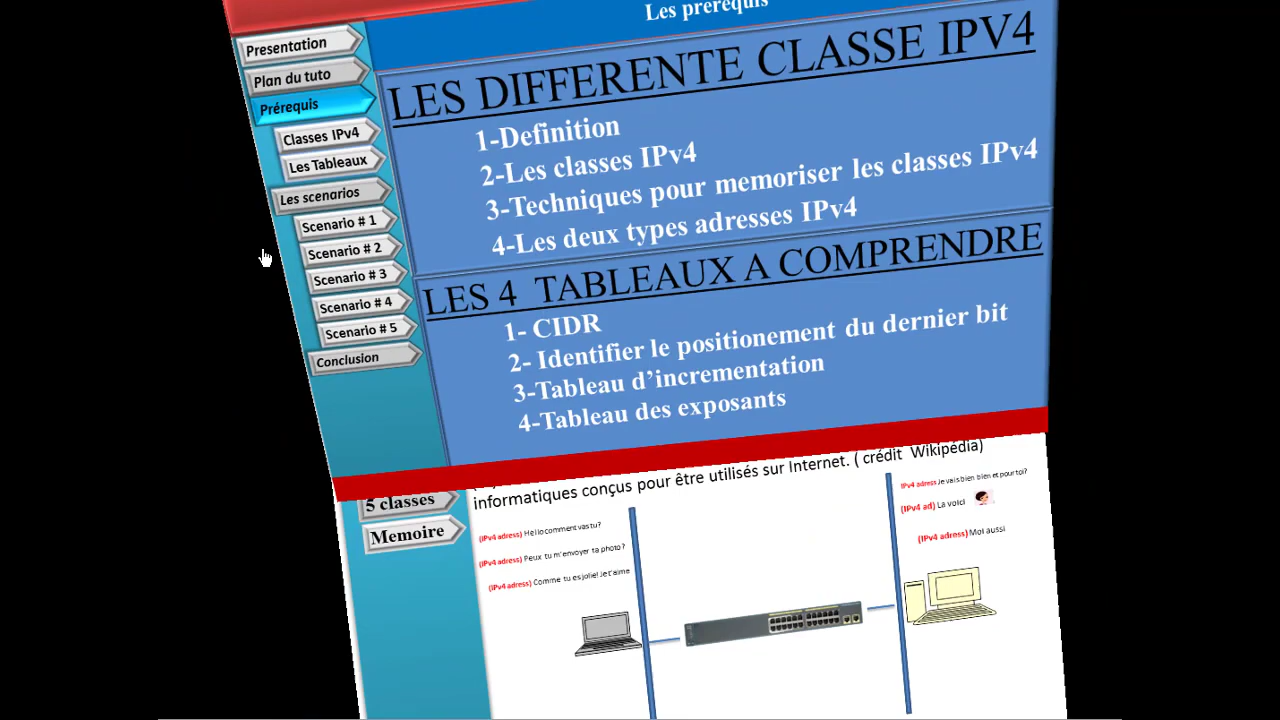 Les prerequis
Presentation
Plan du tuto
Prérequis
Classes IPv4
Les Tableaux
Les scenarios
Scenario # 1
Scenario # 2
Scenario # 3
Scenario # 4
Scenario # 5
Conclusion
LES DIFFERENTE CLASSE IPV4
1-Definition
2-Les classes IPv4
3-Techniques pour memoriser les classes IPv4
4-Les deux types adresses IPv4
LES 4 TABLEAUX A COMPRENDRE
1- CIDR
2- Identifier le positionement du dernier bit
3-Tableau d’incrementation
4-Tableau des exposants
informatiques conçus pour être utilisés sur Internet. ( crédit Wikipédia)
5 classes
Memoire
(IPv4 adress) Hello comment vas tu?
(IPv4 adress) Peux tu m'envoyer ta photo?
(IPv4 adress) Comme tu es jolie! Je t'aime
IPv4 adress Je vais bien bien et pour toi?
(IPv4 ad) La voici
(IPv4 adress) Moi aussi